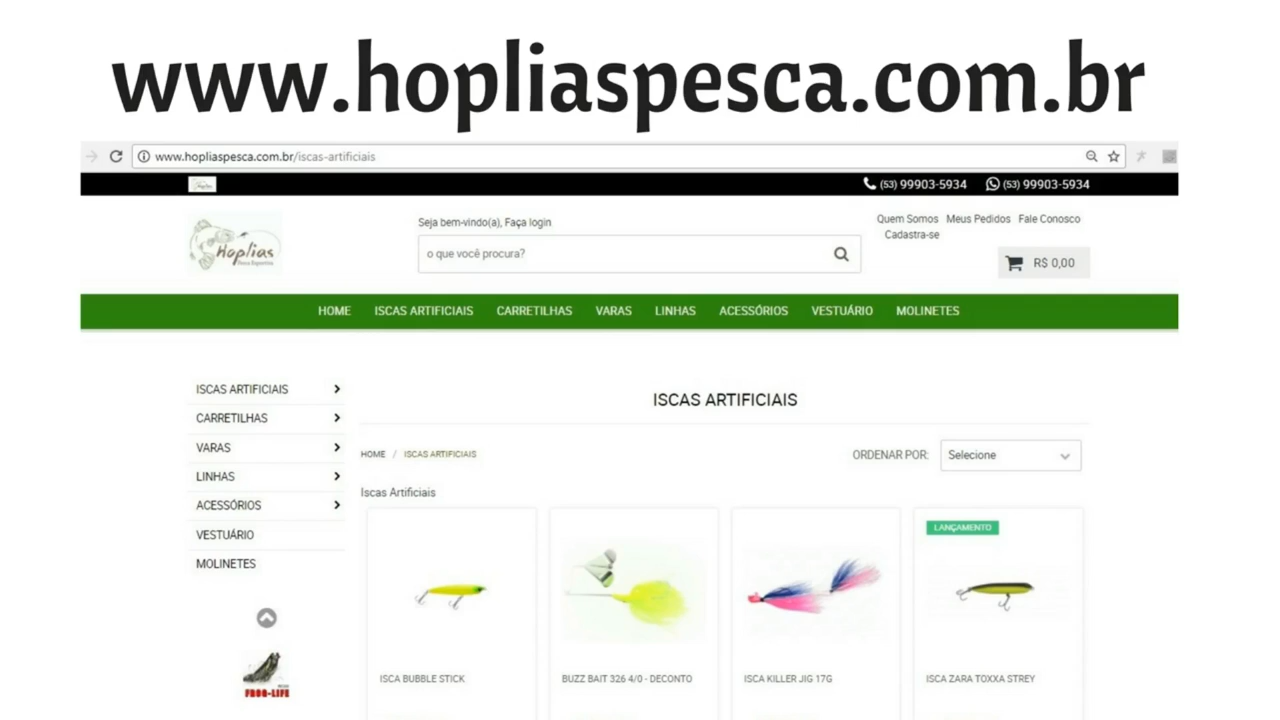 www.hopliaspesca.com.br
www.hopliaspesca.com.br/iscas-artificiais
(53) 99903-5934 (53) 99903-5934
Seja bem-vindo(a), Faça login
Quem Somos Meus Pedidos Fale Conosco
Cadastra-se
Hoplias
o que você procura?
R$ 0,00
HOME ISCAS ARTIFICIAIS CARRETILHAS VARAS LINHAS ACESSÓRIOS VESTUÁRIO MOLINETES
ISCAS ARTIFICIAIS
CARRETILHAS
VARAS
LINHAS
ACESSÓRIOS
VESTUÁRIO
MOLINETES
FROG-LIFE
ISCAS ARTIFICIAIS
HOME / ISCAS ARTIFICIAIS
ORDENAR POR: Selecione
Iscas Artificiais
LANÇAMENTO
ISCA BUBBLE STICK
BUZZ BAIT 326 4/0 - DECONTO
ISCA KILLER JIG 17G
ISCA ZARA TOXXA STREY